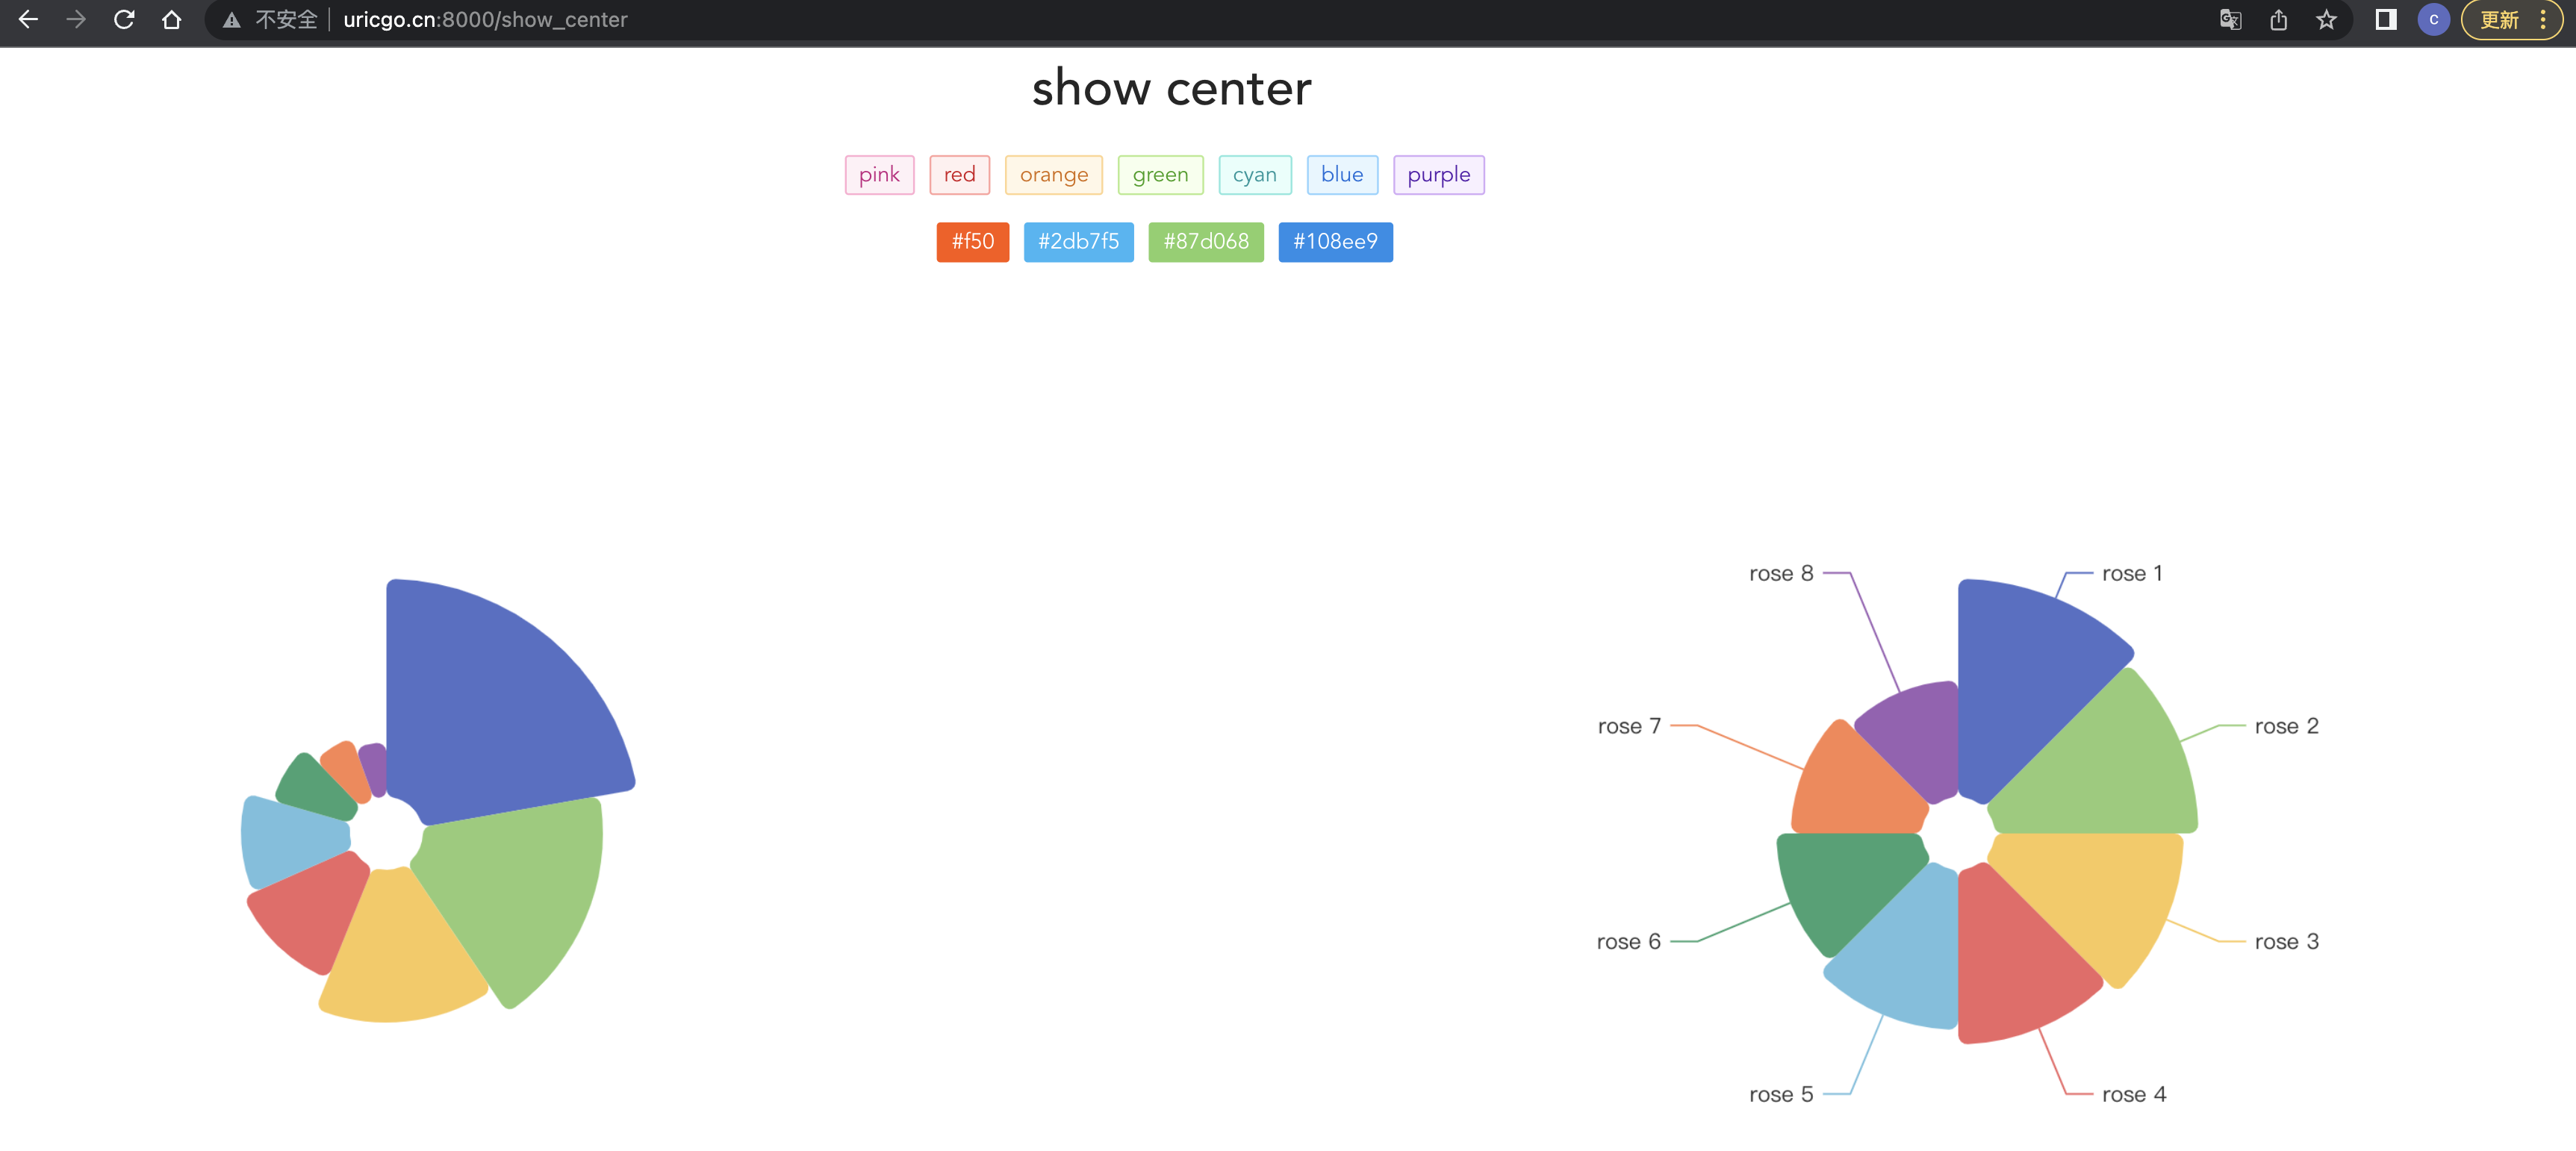 不安全 uricgo.cn:8000/show_center C 更新
show center
pink red orange green cyan blue purple
#f50 #2db7f5 #87d068 #108ee9
rose 8 rose 1
rose 7 rose 2
rose 6 rose 3
rose 5 rose 4